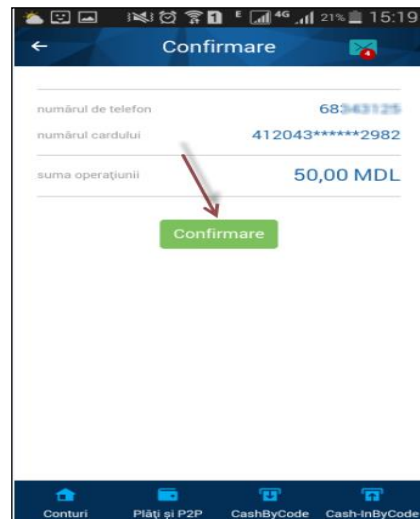 E 4G 21% 15:19
Confirmare
4
numărul de telefon 68
numărul cardului 412043******2982
suma operațiunii 50,00 MDL
Confirmare
Conturi Plăți și P2P CashByCode Cash-InByCode